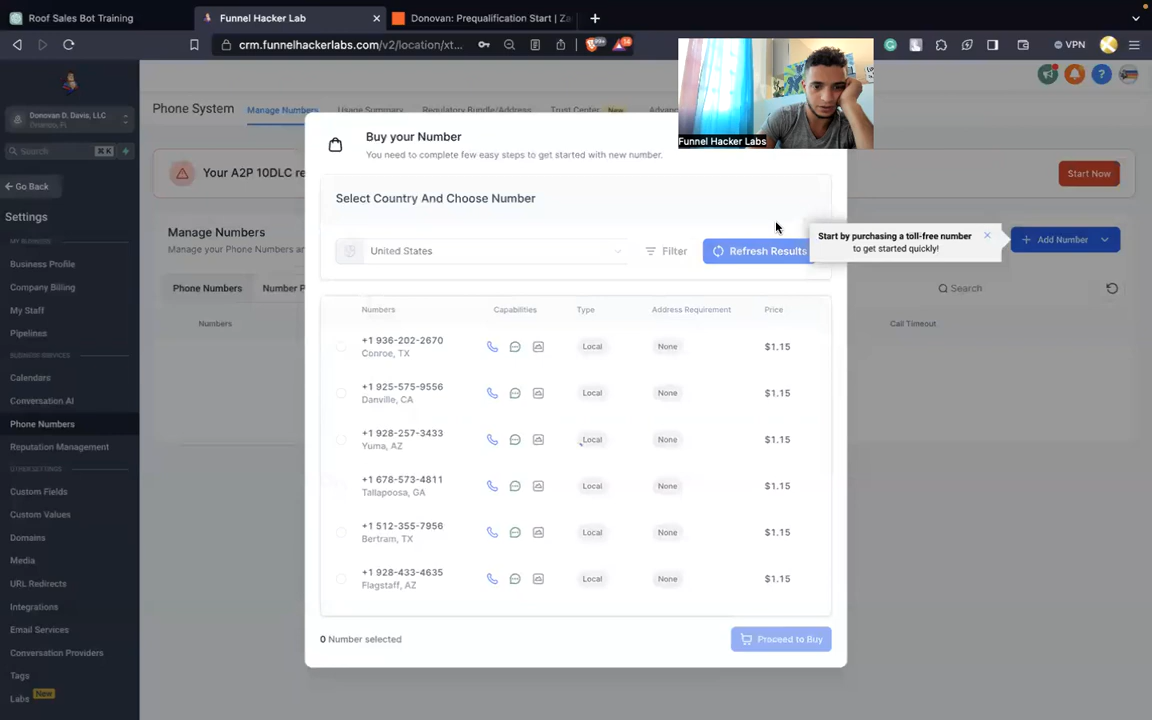 Roof Sales Bot Training
Funnel Hacker Lab
Donovan: Prequalification Start | Za
crm.funnelhackerlabs.com/v2/location/xt...
VPN
Donovan D. Davis, LLC
Search
⌘K
Go Back
Settings
MY BUSINESS
Business Profile
Company Billing
My Staff
Pipelines
BUSINESS SERVICES
Calendars
Conversation AI
Phone Numbers
Reputation Management
OTHER SETTINGS
Custom Fields
Custom Values
Domains
Media
URL Redirects
Integrations
Email Services
Conversation Providers
Tags
Labs New
Phone System
Manage Numbers
Usage Summary
Regulatory Bundle/Address
Trust Center New
Advan
Your A2P 10DLC re
Start Now
Manage Numbers
Manage your Phone Numbers an
Add Number
Phone Numbers
Number P
Search
Numbers
Call Timeout
Start by purchasing a toll-free number
to get started quickly!
Funnel Hacker Labs
Buy your Number
You need to complete few easy steps to get started with new number.
Select Country And Choose Number
United States
Filter
Refresh Results
Numbers Capabilities Type Address Requirement Price
+1 936-202-2670
Conroe, TX
Local None $1.15
+1 925-575-9556
Danville, CA
Local None $1.15
+1 928-257-3433
Yuma, AZ
Local None $1.15
+1 678-573-4811
Tallapoosa, GA
Local None $1.15
+1 512-355-7956
Bertram, TX
Local None $1.15
+1 928-433-4635
Flagstaff, AZ
Local None $1.15
0 Number selected
Proceed to Buy